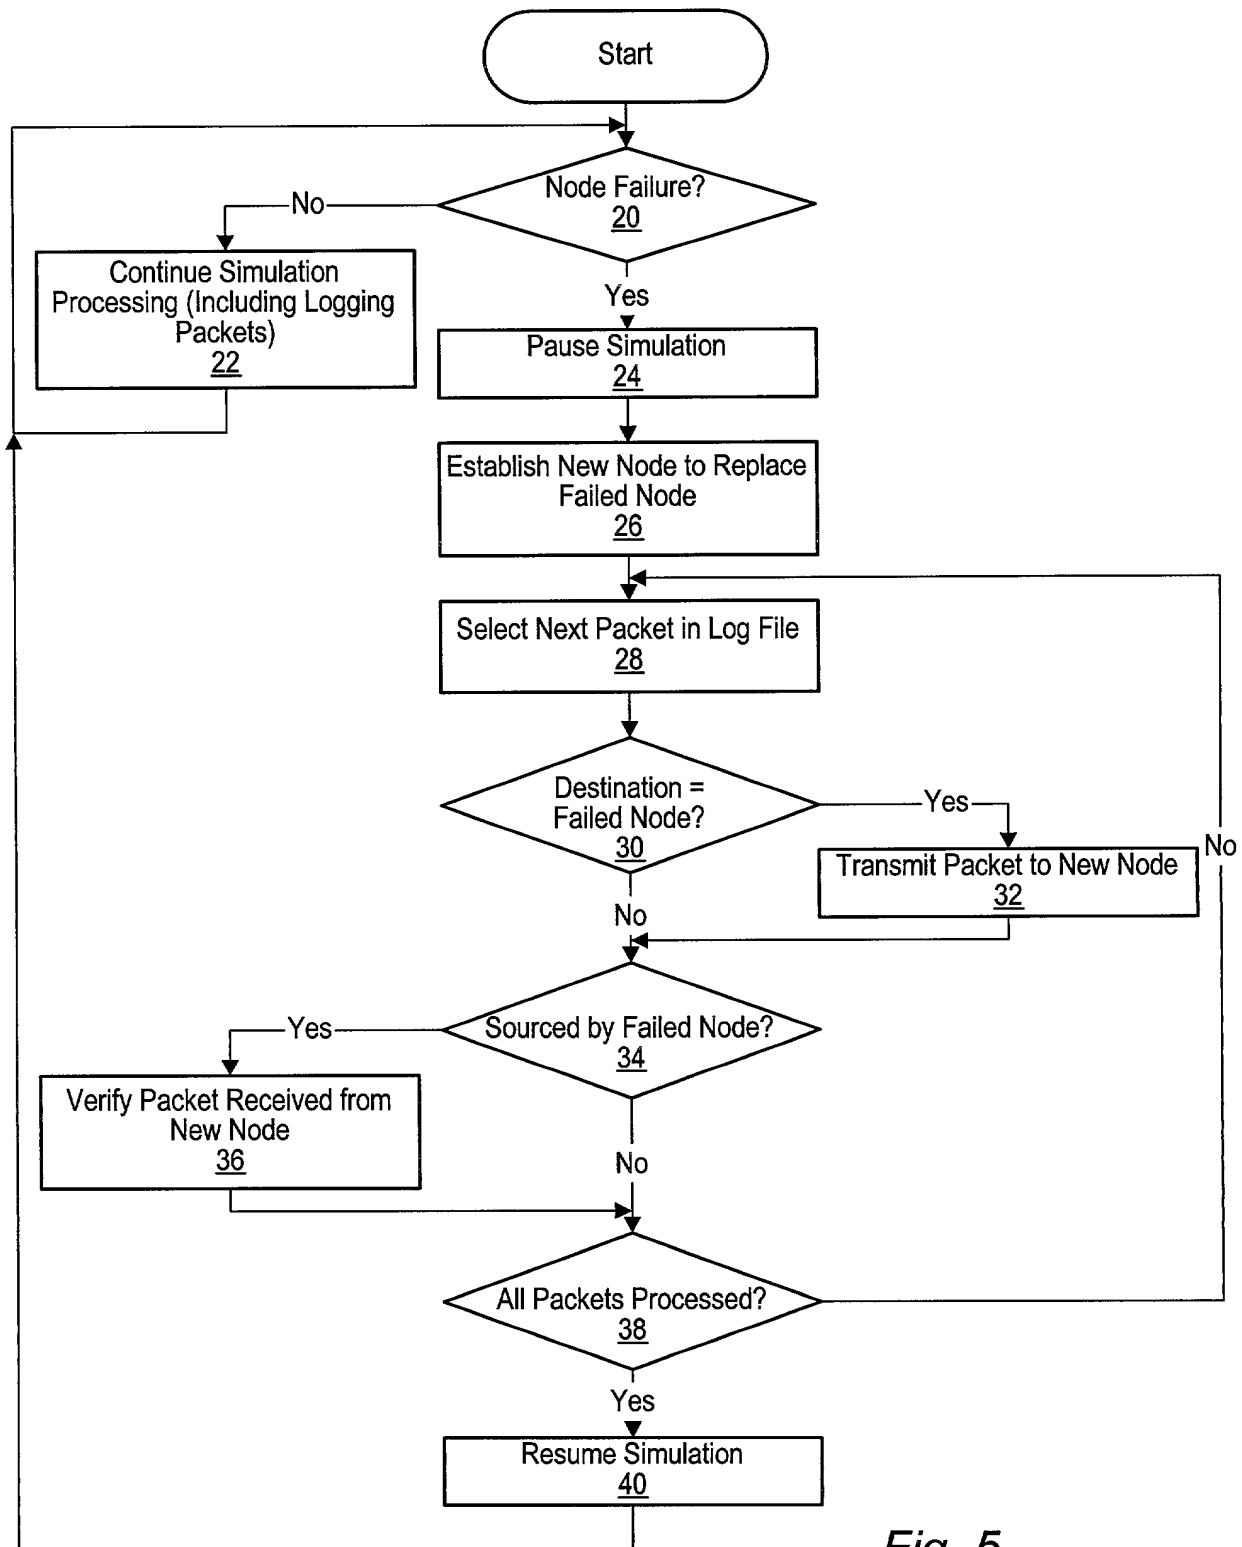 Start
Node Failure?
20
No
Continue Simulation
Processing (Including Logging
Packets)
22
Yes
Pause Simulation
24
Establish New Node to Replace
Failed Node
26
Select Next Packet in Log File
28
Destination =
Failed Node?
30
Yes
Transmit Packet to New Node
32
No
No
Sourced by Failed Node?
34
Yes
Verify Packet Received from
New Node
36
No
All Packets Processed?
38
Yes
Resume Simulation
40
Fig. 5